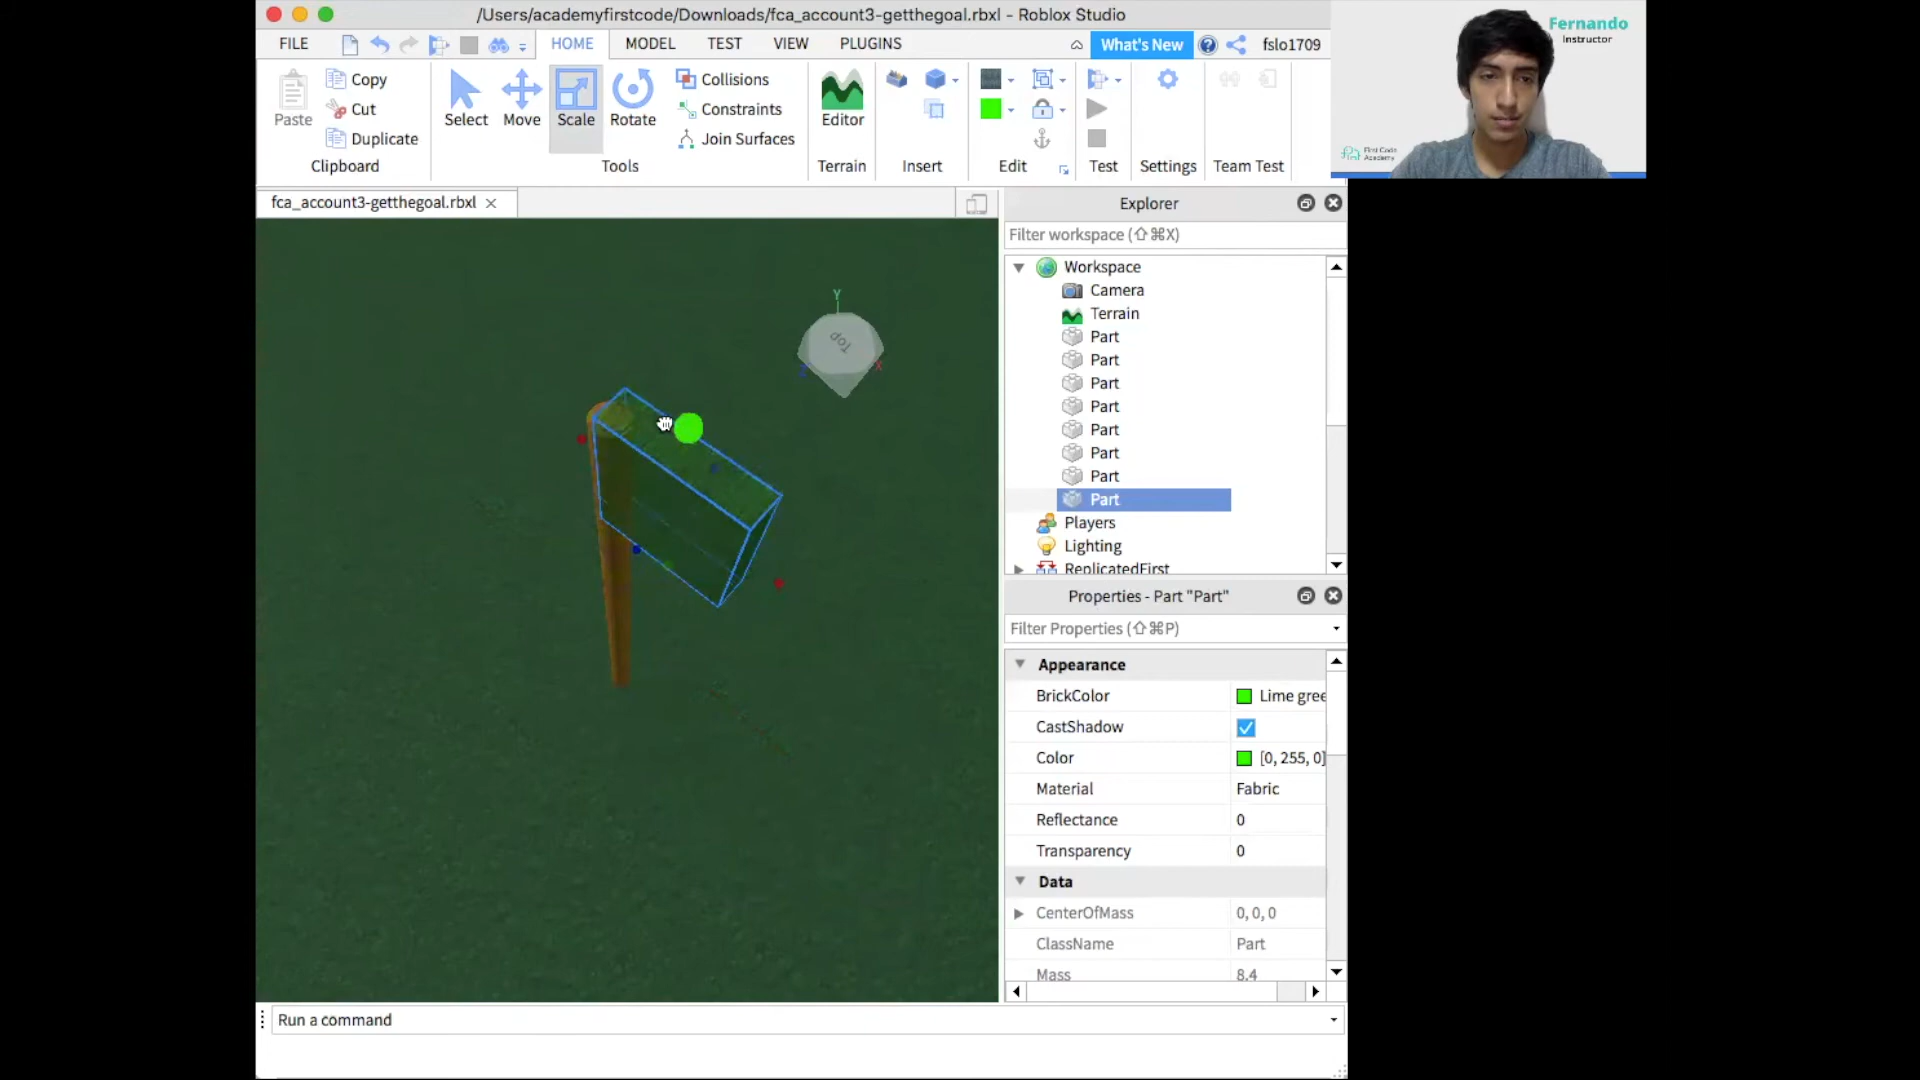 /Users/academyfirstcode/Downloads/fca_account3-getthegoal.rbxl - Roblox Studio
FILE
HOME
MODEL
TEST
VIEW
PLUGINS
What's New
fslo1709
Paste
Copy
Cut
Duplicate
Clipboard
Select
Move
Scale
Rotate
Collisions
Constraints
Join Surfaces
Tools
Editor
Terrain
Insert
Edit
Test
Settings
Team Test
Fernando
Instructor
First Code
Academy
fca_account3-getthegoal.rbxl
Y
Top
Z
X
Explorer
Filter workspace (⇧⌘X)
Workspace
Camera
Terrain
Part
Part
Part
Part
Part
Part
Part
Part
Players
Lighting
ReplicatedFirst
Properties - Part "Part"
Filter Properties (⇧⌘P)
Appearance
BrickColor Lime gree
CastShadow
Color [0, 255, 0]
Material Fabric
Reflectance 0
Transparency 0
Data
CenterOfMass 0, 0, 0
ClassName Part
Mass 8.4
Run a command